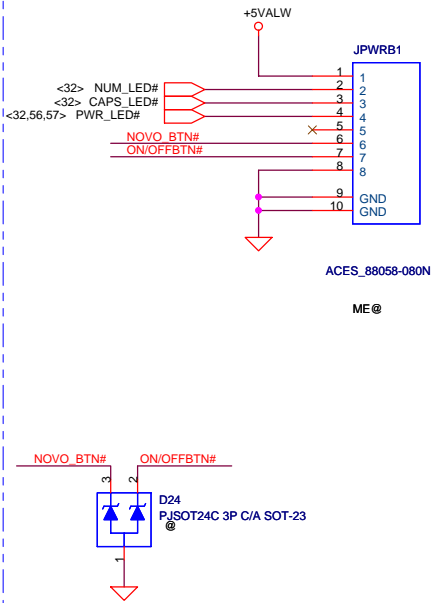 +5VALW
JPWRB1
<32> NUM_LED#
<32> CAPS_LED#
<32,56,57> PWR_LED#
NOVO_BTN#
ON/OFFBTN#
1 1
2 2
3 3
4 4
5 5
6 6
7 7
8 8
9 GND
10 GND
ACES_88058-080N
ME@
NOVO_BTN# ON/OFFBTN#
3 2
D24
PJSOT24C 3P C/A SOT-23
@
1